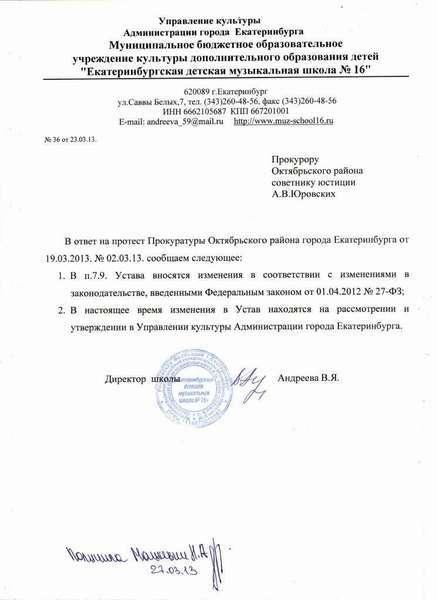 Управление культуры
Администрации города Екатеринбурга
Муниципальное бюджетное образовательное
учреждение культуры дополнительного образования детей
"Екатеринбургская детская музыкальная школа № 16"
620089 г.Екатеринбург
ул.Саввы Белых,7, тел. (343)260-48-56, факс (343)260-48-56
ИНН 6662105687 КПП 667201001
E-mail: andreeva_59@mail.ru http://www.muz-school16.ru
№ 36 от 23.03.13.
Прокурору
Октябрьского района
советнику юстиции
А.В.Юровских
В ответ на протест Прокуратуры Октябрьского района города Екатеринбурга от
19.03.2013. № 02.03.13. сообщаем следующее:
1. В п.7.9. Устава вносятся изменения в соответствии с изменениями в
законодательстве, введенными Федеральным законом от 01.04.2012 № 27-ФЗ;
2. В настоящее время изменения в Устав находятся на рассмотрении и
утверждении в Управлении культуры Администрации города Екатеринбурга.
Директор школы Андреева В.Я.
детская
музыкальная
школа № 16
27.03.13